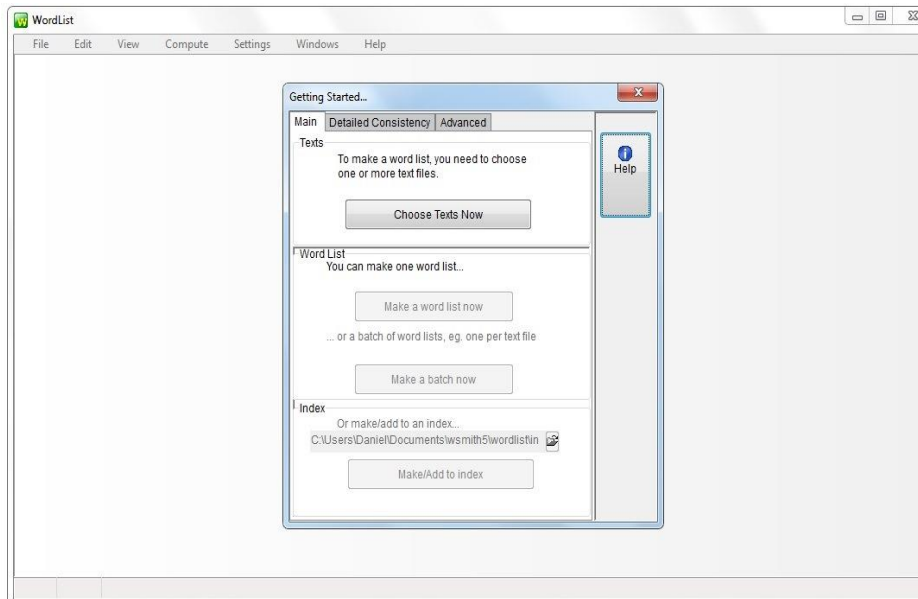 WordList
File Edit View Compute Settings Windows Help
Getting Started...
Main Detailed Consistency Advanced
Texts
To make a word list, you need to choose
one or more text files.
Choose Texts Now
Help
Word List
You can make one word list...
Make a word list now
... or a batch of word lists, eg. one per text file
Make a batch now
Index
Or make/add to an index...
C:\Users\Daniel\Documents\wsmith5\wordlist\in
Make/Add to index